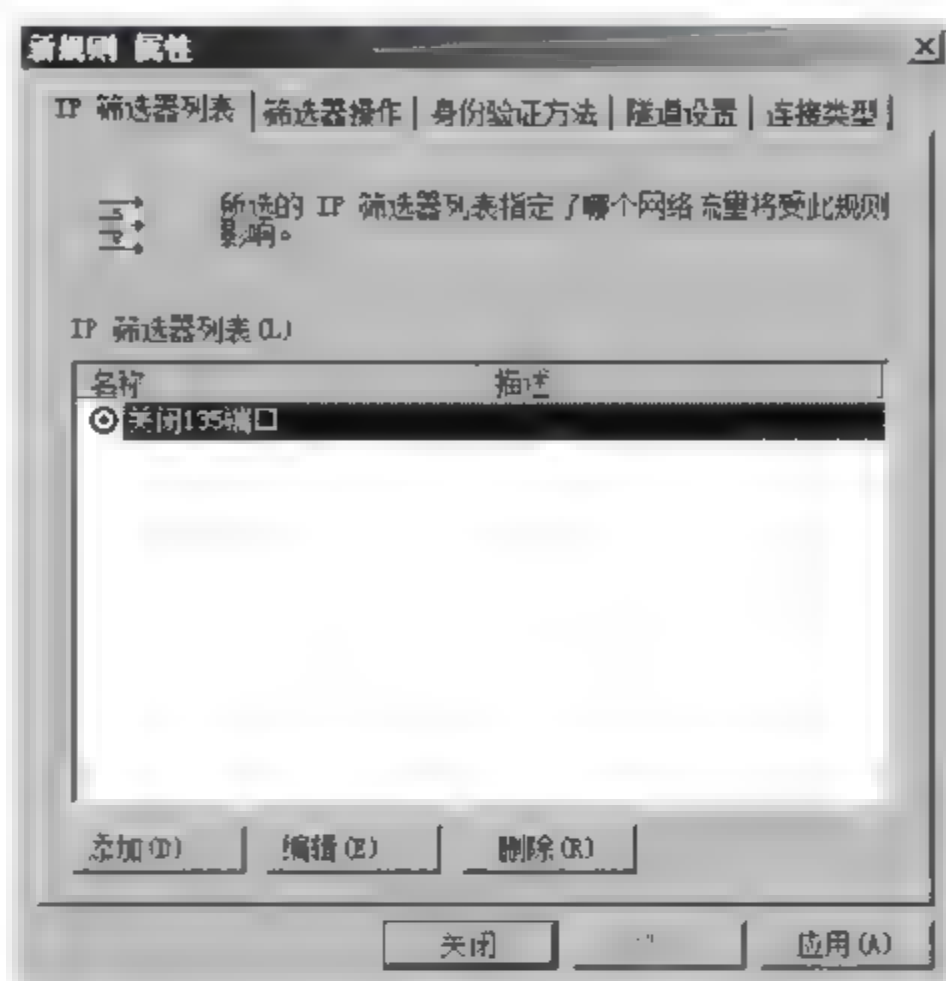 新规则 属性
IP 筛选器列表 筛选器操作 身份验证方法 隧道设置 连接类型
所选的 IP 筛选器列表指定了哪个网络流量将受此规则
影响。
IP 筛选器列表(L)
名称 描述
关闭135端口
添加(D) 编辑(E) 删除(R)
关闭 应用(A)